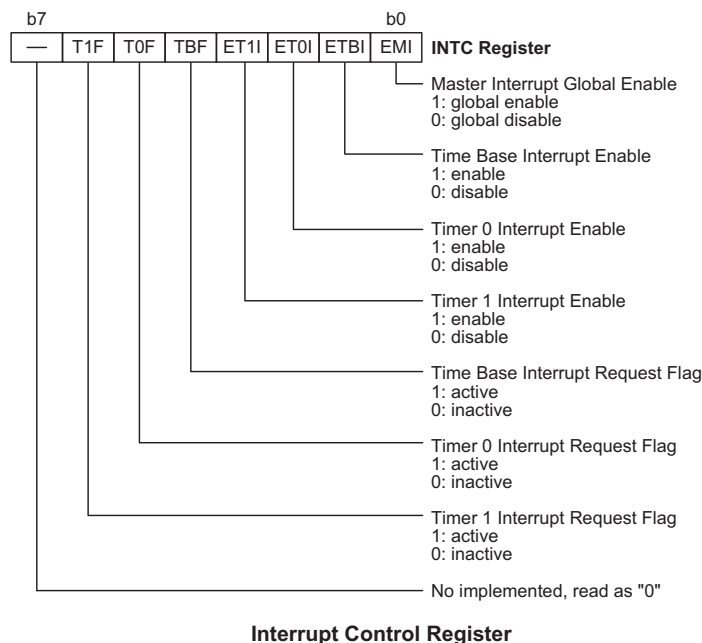 b7 b0
— T1F T0F TBF ET1I ET0I ETBI EMI INTC Register
Master Interrupt Global Enable
1: global enable
0: global disable
Time Base Interrupt Enable
1: enable
0: disable
Timer 0 Interrupt Enable
1: enable
0: disable
Timer 1 Interrupt Enable
1: enable
0: disable
Time Base Interrupt Request Flag
1: active
0: inactive
Timer 0 Interrupt Request Flag
1: active
0: inactive
Timer 1 Interrupt Request Flag
1: active
0: inactive
No implemented, read as "0"
Interrupt Control Register